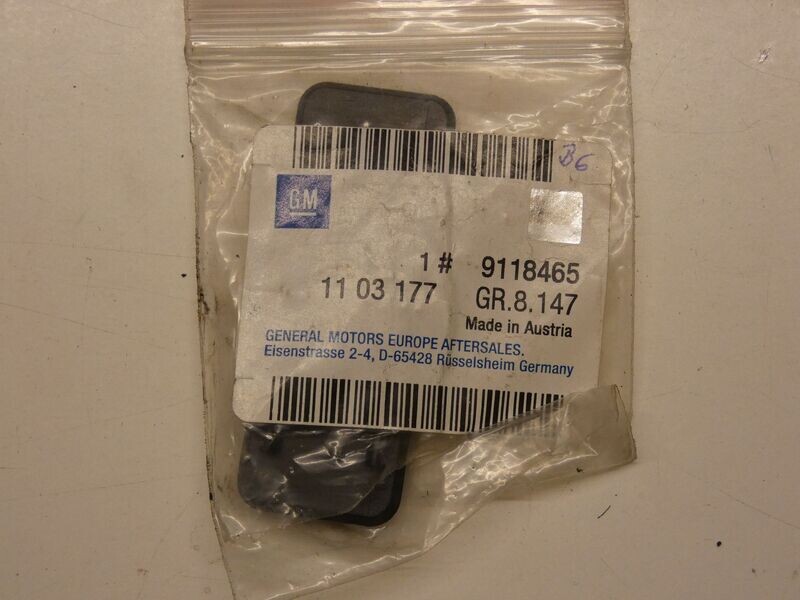 B6
GM
1 # 9118465
11 03 177 GR.8.147
Made in Austria
GENERAL MOTORS EUROPE AFTERSALES.
Eisenstrasse 2-4, D-65428 Rüsselsheim Germany